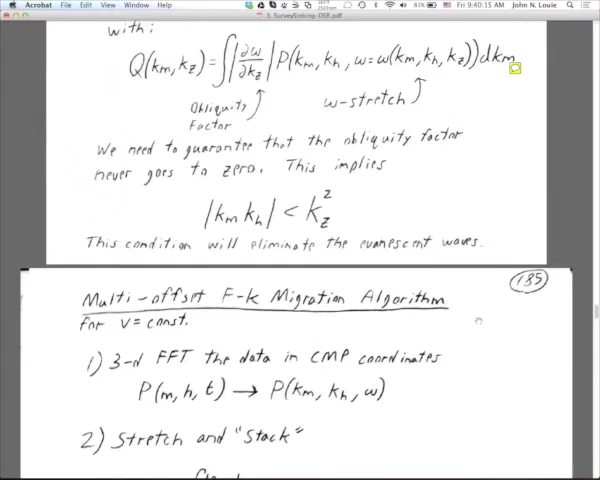 Acrobat File Edit View Window Help
81%
Fri 9:40:15 AM John N. Louie
3. SurveySinking-DSR.pdf
with:
Q(km, kz) = ∫∫ |∂ω/∂kz| P(km, kh, ω=ω(km, kh, kz)) dkm
Obliquity Factor
ω-stretch
We need to guarantee that the obliquity factor
never goes to zero. This implies
|km kh| < kz²
This condition will eliminate the evanescent waves.
185
Multi-offset F-k Migration Algorithm
for v = const.
1) 3-d FFT the data in CMP coordinates
P(m, h, t) → P(km, kh, ω)
2) Stretch and "Stack"